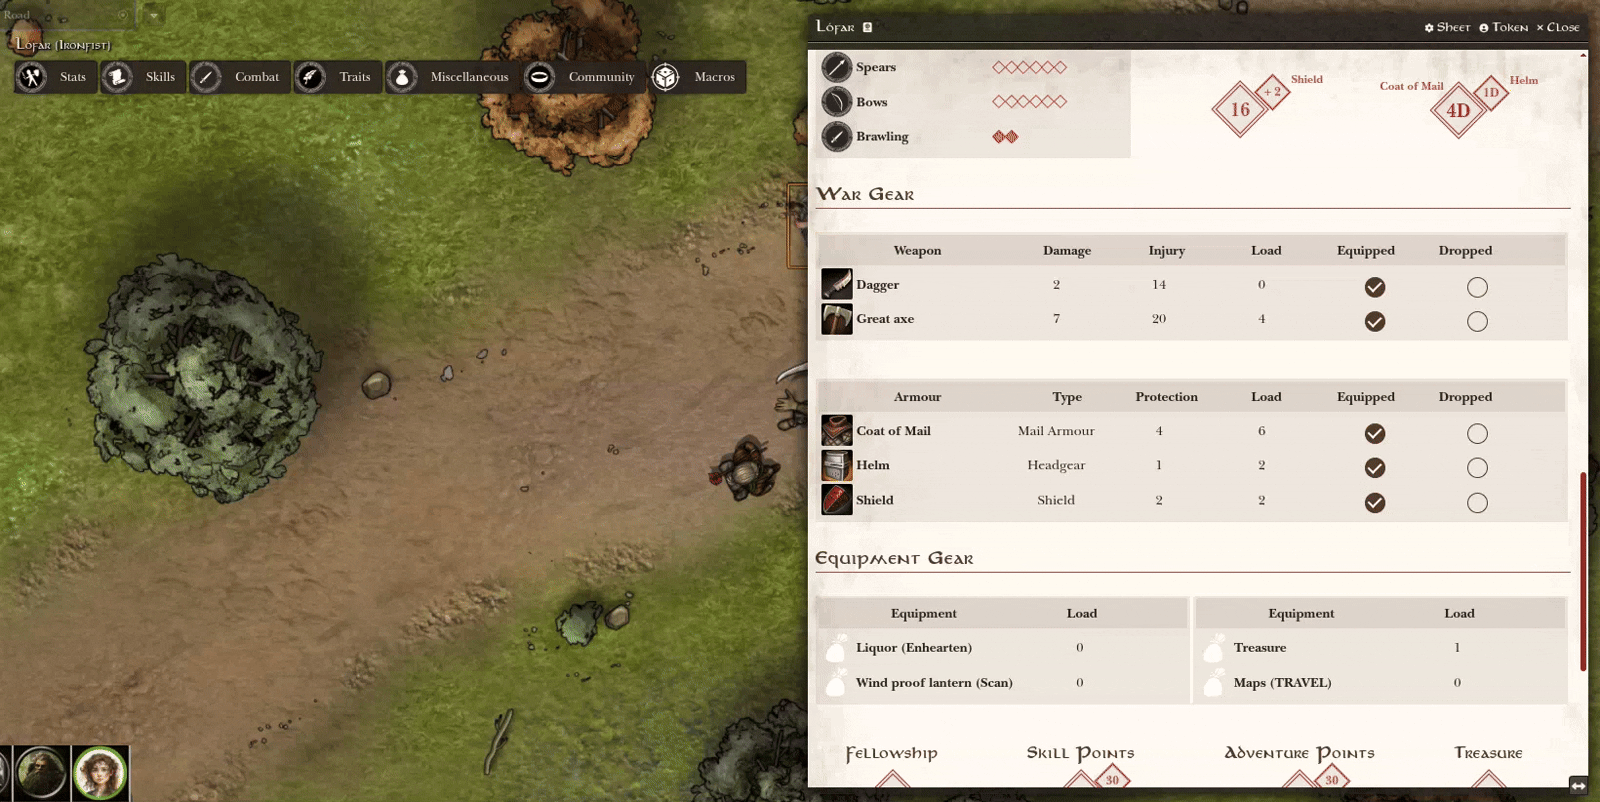 Road
Lófar (Ironfist)
Stats Skills Combat Traits Miscellaneous Community Macros
Lófar Sheet Token × Close
Spears
Bows
Brawling
16 + 2 Shield
Coat of Mail 4D 1D Helm
War Gear
Weapon Damage Injury Load Equipped Dropped
Dagger 2 14 0
Great axe 7 20 4
Armour Type Protection Load Equipped Dropped
Coat of Mail Mail Armour 4 6
Helm Headgear 1 2
Shield Shield 2 2
Equipment Gear
Equipment Load Equipment Load
Liquor (Enhearten) 0 Treasure 1
Wind proof lantern (Scan) 0 Maps (TRAVEL) 0
Fellowship Skill Points Adventure Points Treasure
30 30